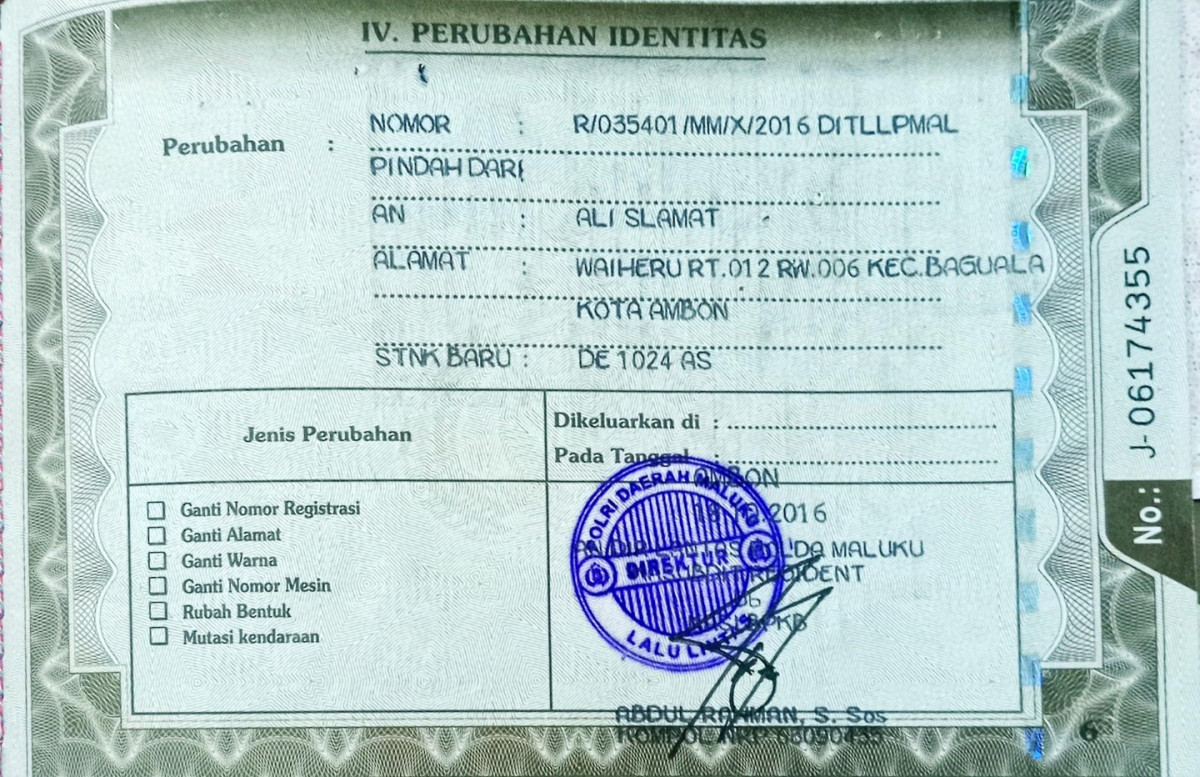 IV. PERUBAHAN IDENTITAS
Perubahan : NOMOR : R/035401/MM/X/2016 DITLLPMAL
PINDAH DARI
AN : ALI SLAMAT
ALAMAT : WAIHERU RT.012 RW.006 KEC.BAGUALA
KOTA AMBON
STNK BARU : DE 1024 AS
Jenis Perubahan
Dikeluarkan di :
Pada Tanggal :
AMBON
2016
MALUKU
Ganti Nomor Registrasi
Ganti Alamat
Ganti Warna
Ganti Nomor Mesin
Rubah Bentuk
Mutasi kendaraan
POLRI DAERAH MALUKU
DIREKTUR
LALU
ABDUL RAHMAN, S. Sos
KOMPOL NRP
No.: J-06174355
6